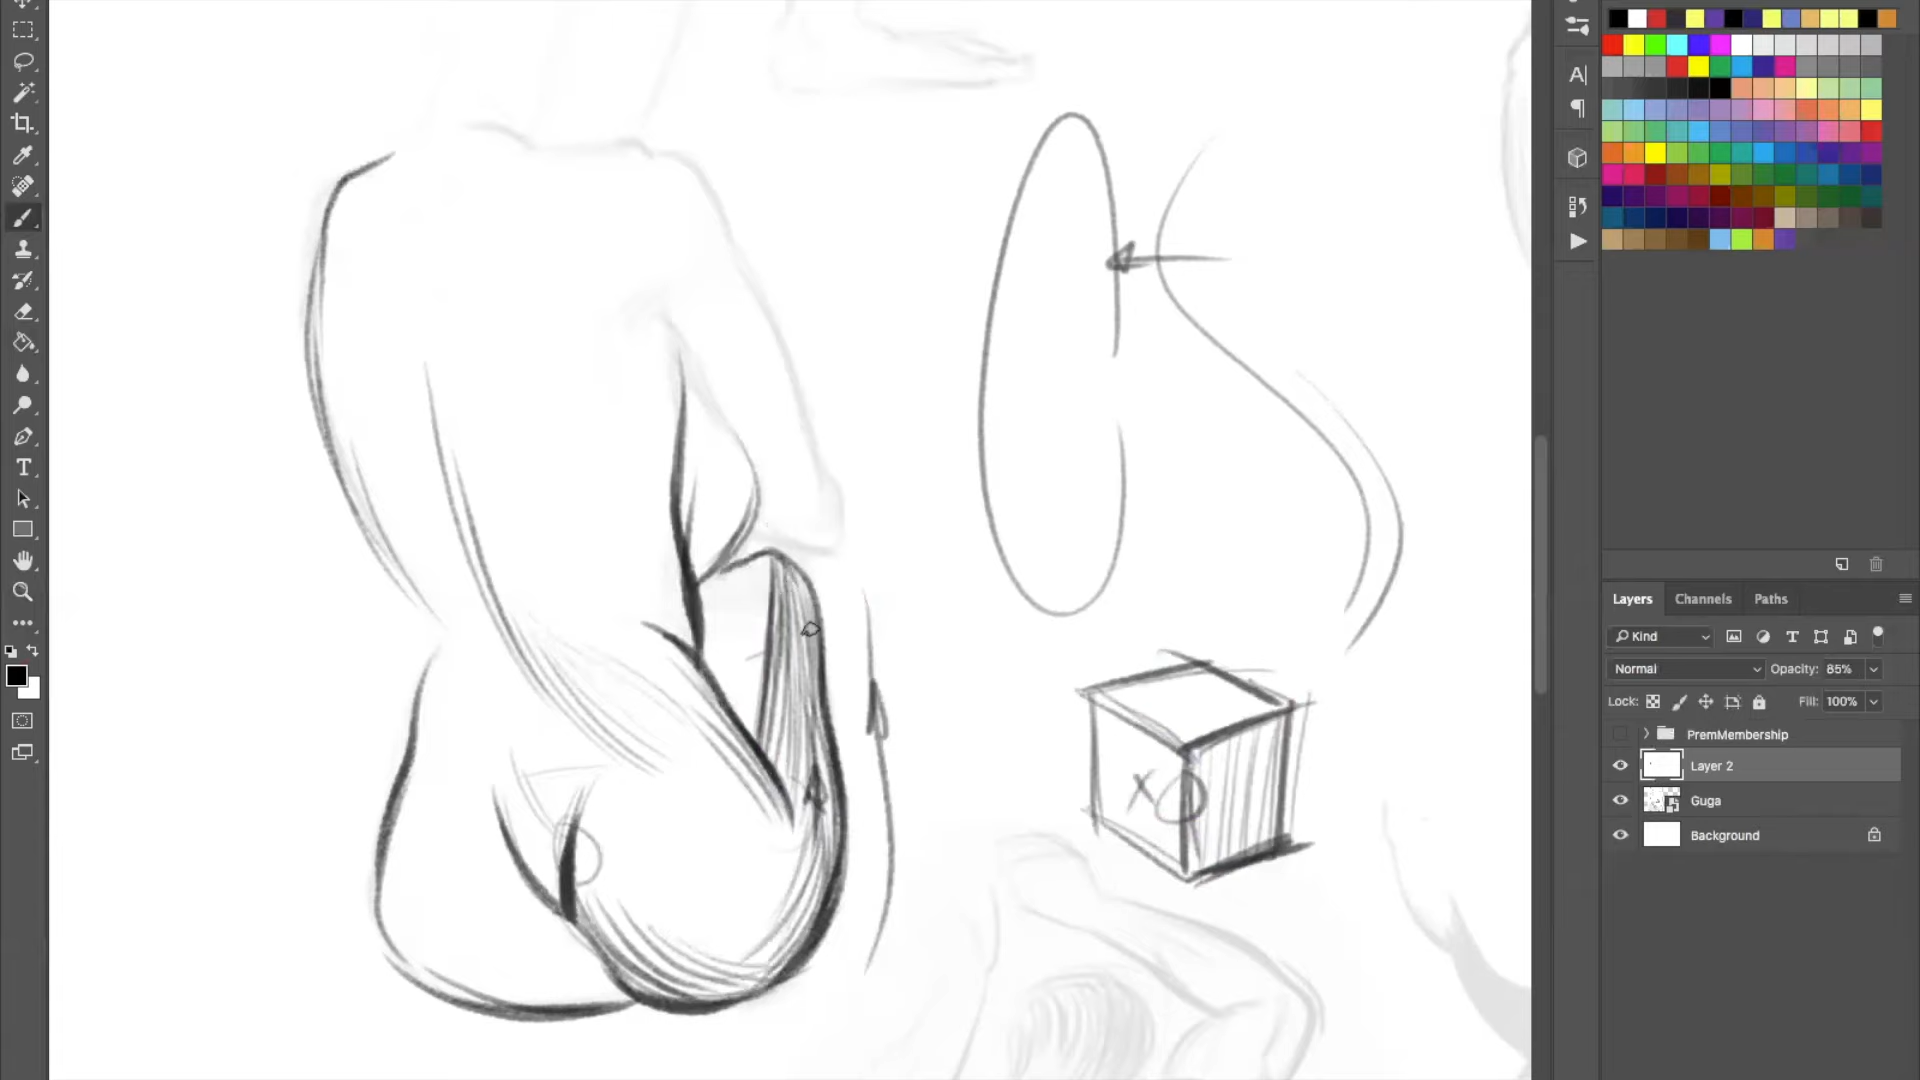 Layers Channels Paths
Kind
Normal Opacity: 85%
Lock: Fill: 100%
PremMembership
Layer 2
Guga
Background
X